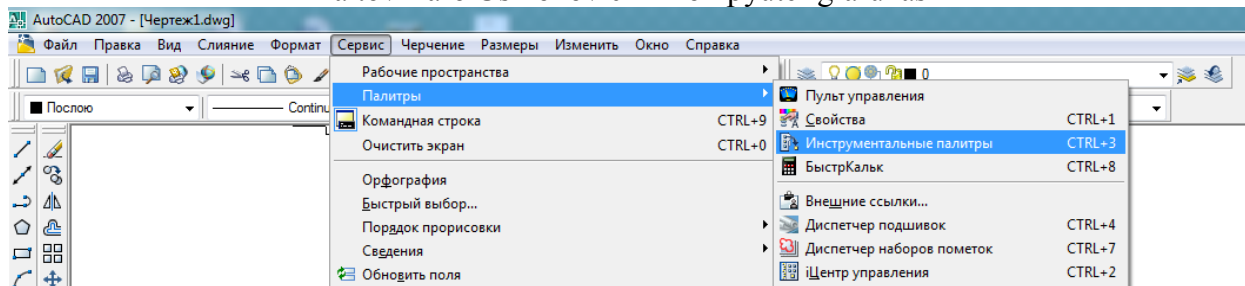 AutoCAD 2007 - [Чертеж1.dwg]
Файл Правка Вид Слияние Формат Сервис Черчение Размеры Изменить Окно Справка
0
Послою Continu
Рабочие пространства
Палитры
Командная строка CTRL+9
Очистить экран CTRL+0
Орфография
Быстрый выбор...
Порядок прорисовки
Сведения
Обновить поля
Пульт управления
Свойства CTRL+1
Инструментальные палитры CTRL+3
БыстрКальк CTRL+8
Внешние ссылки...
Диспетчер подшивок CTRL+4
Диспетчер наборов пометок CTRL+7
iЦентр управления CTRL+2